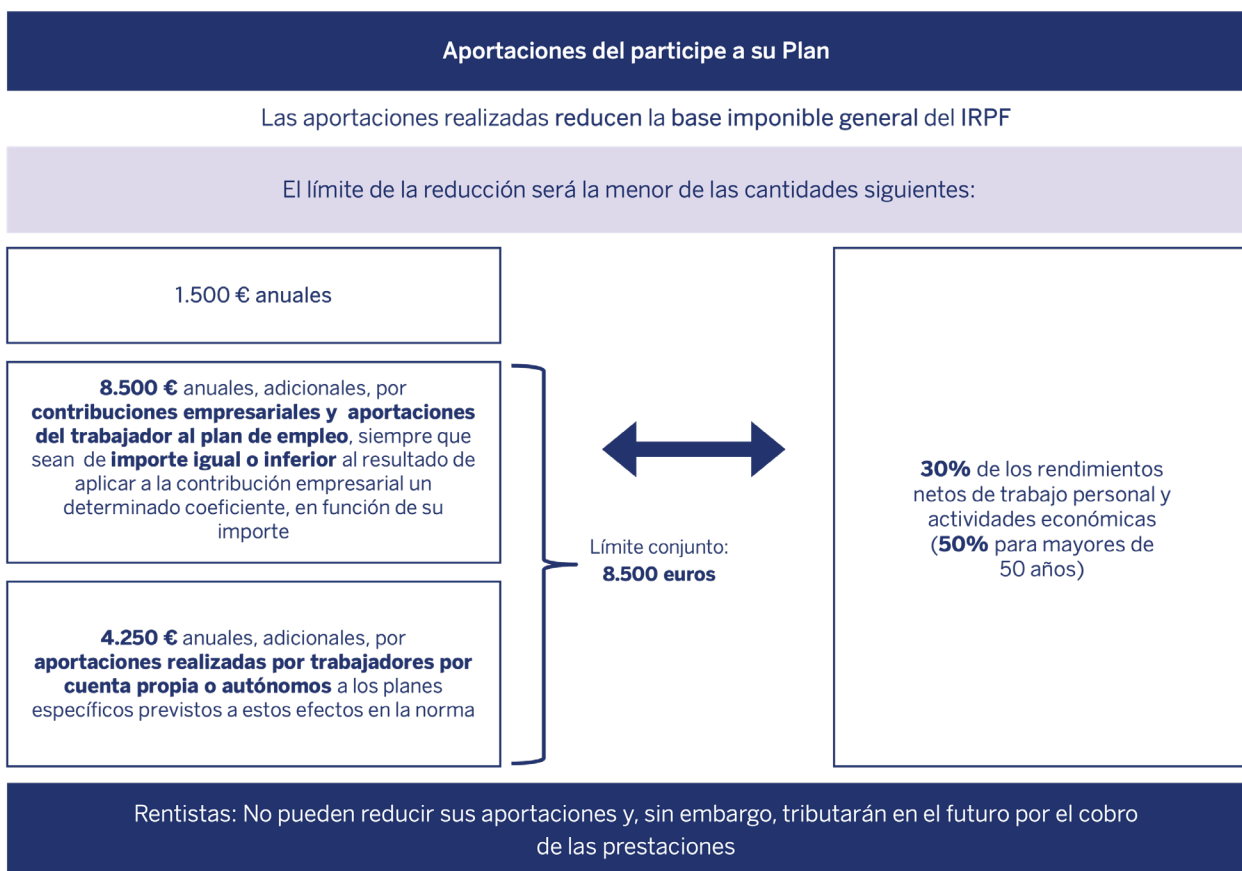 Aportaciones del participe a su Plan
Las aportaciones realizadas reducen la base imponible general del IRPF
El límite de la reducción será la menor de las cantidades siguientes:
1.500 € anuales
8.500 € anuales, adicionales, por
contribuciones empresariales y aportaciones
del trabajador al plan de empleo, siempre que
sean de importe igual o inferior al resultado de
aplicar a la contribución empresarial un
determinado coeficiente, en función de su
importe
4.250 € anuales, adicionales, por
aportaciones realizadas por trabajadores por
cuenta propia o autónomos a los planes
específicos previstos a estos efectos en la norma
Límite conjunto:
8.500 euros
30% de los rendimientos
netos de trabajo personal y
actividades económicas
(50% para mayores de
50 años)
Rentistas: No pueden reducir sus aportaciones y, sin embargo, tributarán en el futuro por el cobro
de las prestaciones